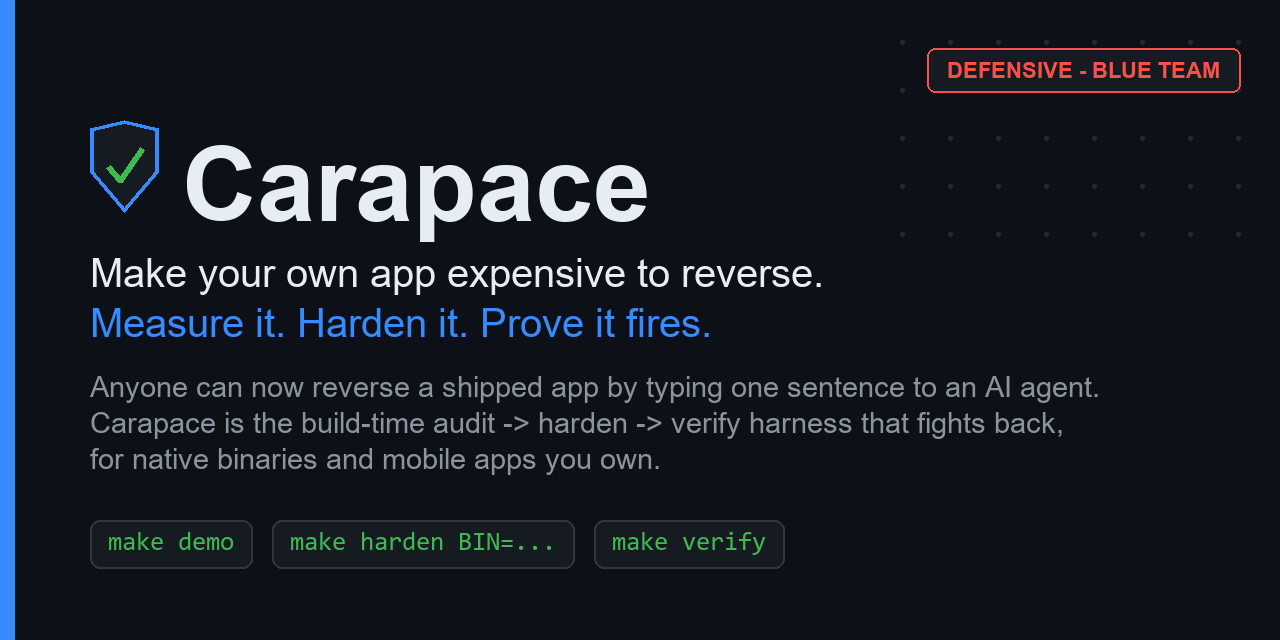 DEFENSIVE - BLUE TEAM
Carapace
Make your own app expensive to reverse.
Measure it. Harden it. Prove it fires.
Anyone can now reverse a shipped app by typing one sentence to an AI agent.
Carapace is the build-time audit -> harden -> verify harness that fights back,
for native binaries and mobile apps you own.
make demo
make harden BIN=...
make verify